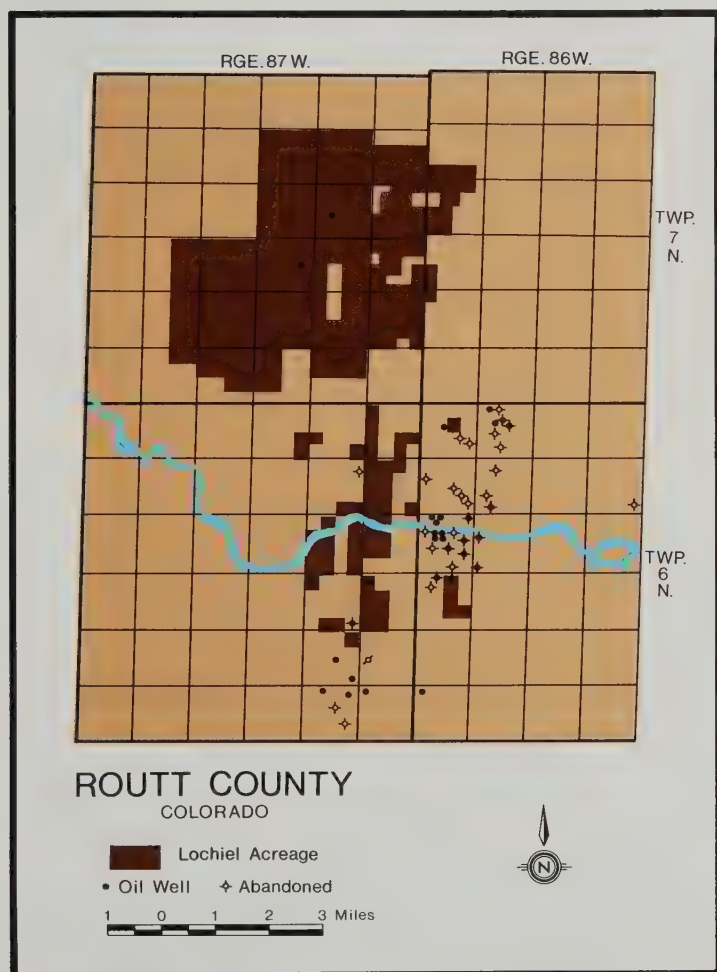 RGE. 87 W. RGE. 86W.
TWP.
7
N.
TWP.
6
N.
ROUTT COUNTY
COLORADO
Lochiel Acreage
Oil Well Abandoned
1 0 1 2 3 Miles
N